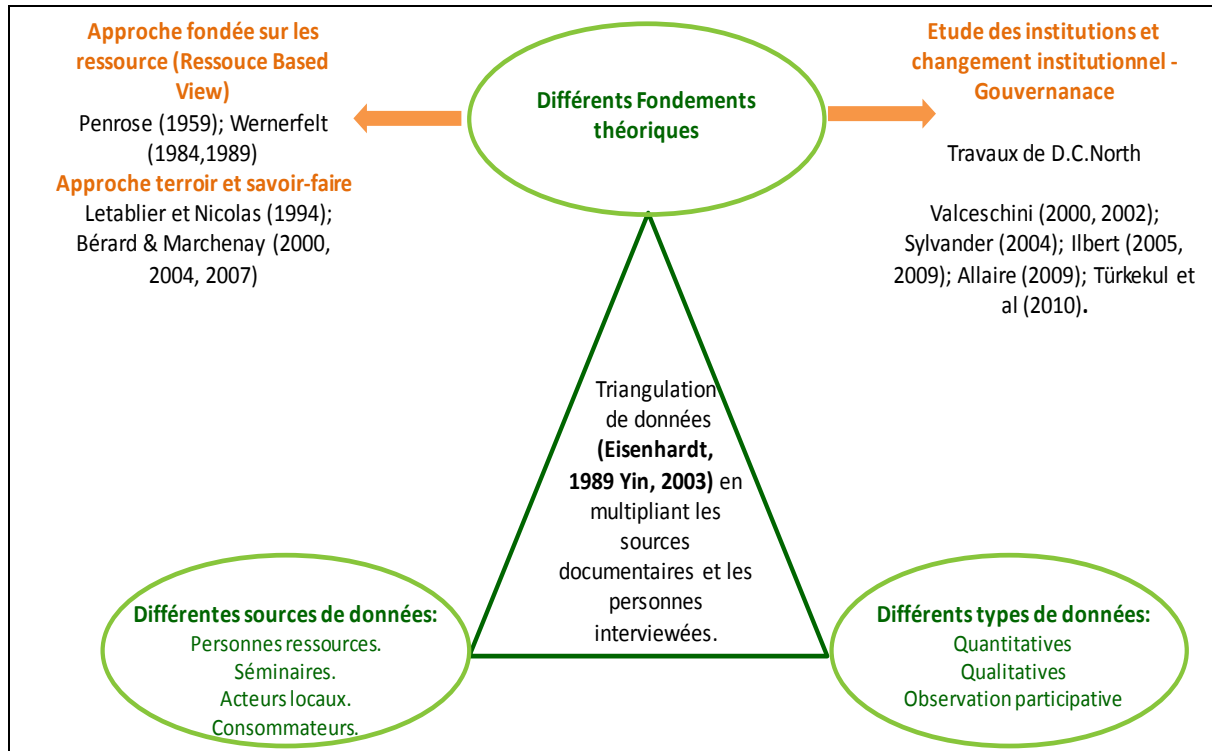 Approche fondée sur les
ressource (Ressouce Based
View)
Penrose (1959); Wernerfelt
(1984,1989)
Approche terroir et savoir-faire
Letablier et Nicolas (1994);
Bérard & Marchenay (2000,
2004, 2007)
Différents Fondements
théoriques
Etude des institutions et
changement institutionnel -
Gouvernanace
Travaux de D.C.North
Valceschini (2000, 2002);
Sylvander (2004); Ilbert (2005,
2009); Allaire (2009); Türkekul et
al (2010).
Triangulation
de données
(Eisenhardt,
1989 Yin, 2003) en
multipliant les
sources
documentaires et les
personnes
interviewées.
Différentes sources de données:
Personnes ressources.
Séminaires.
Acteurs locaux.
Consommateurs.
Différents types de données:
Quantitatives
Qualitatives
Observation participative